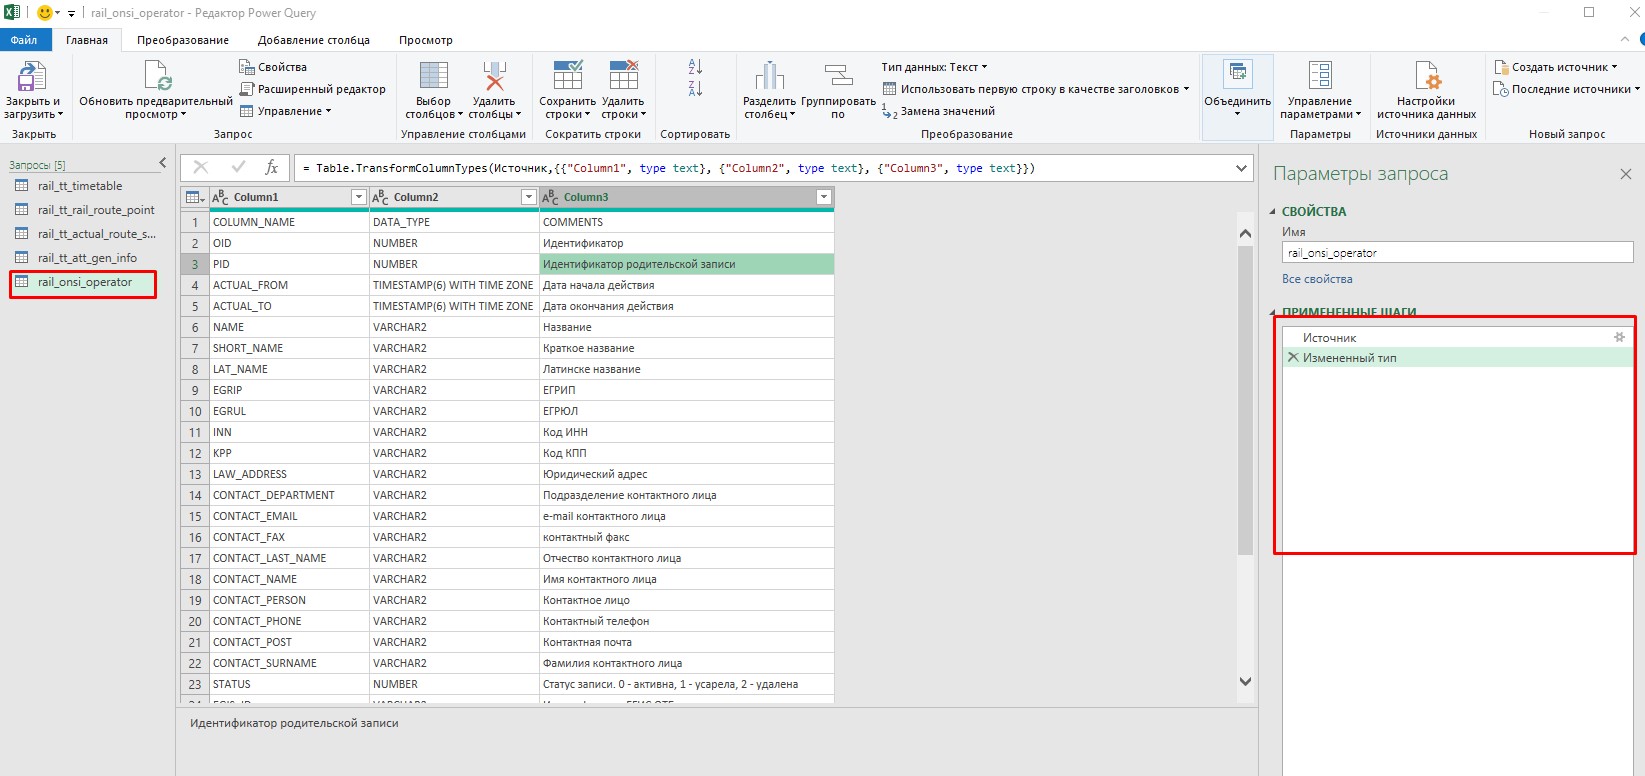 rail_onsi_operator - Редактор Power Query
Файл
Главная
Преобразование
Добавление столбца
Просмотр
Закрыть и
загрузить
Закрыть
Обновить предварительный
просмотр
Свойства
Расширенный редактор
Управление
Запрос
Выбор
столбцов
Удалить
столбцы
Управление столбцами
Сохранить
строки
Удалить
строки
Сократить строки
Сортировать
Разделить
столбец
Группировать
по
Тип данных: Текст
Использовать первую строку в качестве заголовков
Замена значений
Преобразование
Объединить
Управление
параметрами
Параметры
Настройки
источника данных
Источники данных
Создать источник
Последние источники
Новый запрос
Запросы [5]
rail_tt_timetable
rail_tt_rail_route_point
rail_tt_actual_route_s...
rail_tt_att_gen_info
rail_onsi_operator
fx
= Table.TransformColumnTypes(Источник,{{"Column1", type text}, {"Column2", type text}, {"Column3", type text}})
Column1 Column2 Column3
1 COLUMN_NAME DATA_TYPE COMMENTS
2 OID NUMBER Идентификатор
3 PID NUMBER Идентификатор родительской записи
4 ACTUAL_FROM TIMESTAMP(6) WITH TIME ZONE Дата начала действия
5 ACTUAL_TO TIMESTAMP(6) WITH TIME ZONE Дата окончания действия
6 NAME VARCHAR2 Название
7 SHORT_NAME VARCHAR2 Краткое название
8 LAT_NAME VARCHAR2 Латинске название
9 EGRIP VARCHAR2 ЕГРИП
10 EGRUL VARCHAR2 ЕГРЮЛ
11 INN VARCHAR2 Код ИНН
12 KPP VARCHAR2 Код КПП
13 LAW_ADDRESS VARCHAR2 Юридический адрес
14 CONTACT_DEPARTMENT VARCHAR2 Подразделение контактного лица
15 CONTACT_EMAIL VARCHAR2 e-mail контактного лица
16 CONTACT_FAX VARCHAR2 контактный факс
17 CONTACT_LAST_NAME VARCHAR2 Отчество контактного лица
18 CONTACT_NAME VARCHAR2 Имя контактного лица
19 CONTACT_PERSON VARCHAR2 Контактное лицо
20 CONTACT_PHONE VARCHAR2 Контактный телефон
21 CONTACT_POST VARCHAR2 Контактная почта
22 CONTACT_SURNAME VARCHAR2 Фамилия контактного лица
23 STATUS NUMBER Статус записи. 0 - активна, 1 - усарела, 2 - удалена
Идентификатор родительской записи
Параметры запроса
СВОЙСТВА
Имя
rail_onsi_operator
Все свойства
ПРИМЕНЕННЫЕ ШАГИ
Источник
Измененный тип